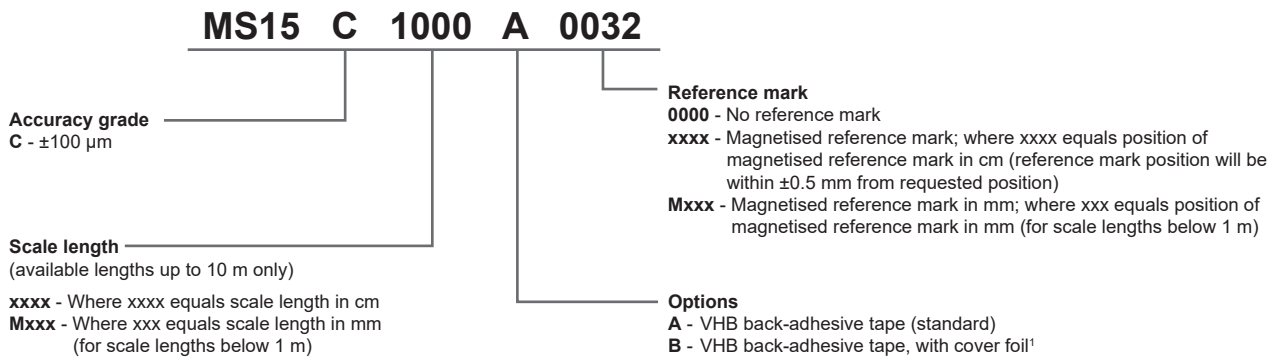 MS15 C 1000 A 0032
Accuracy grade
C - ±100 µm
Scale length
(available lengths up to 10 m only)
xxxx - Where xxxx equals scale length in cm
Mxxx - Where xxx equals scale length in mm
(for scale lengths below 1 m)
Reference mark
0000 - No reference mark
xxxx - Magnetised reference mark; where xxxx equals position of
magnetised reference mark in cm (reference mark position will be
within ±0.5 mm from requested position)
Mxxx - Magnetised reference mark in mm; where xxx equals position of
magnetised reference mark in mm (for scale lengths below 1 m)
Options
A - VHB back-adhesive tape (standard)
B - VHB back-adhesive tape, with cover foil¹